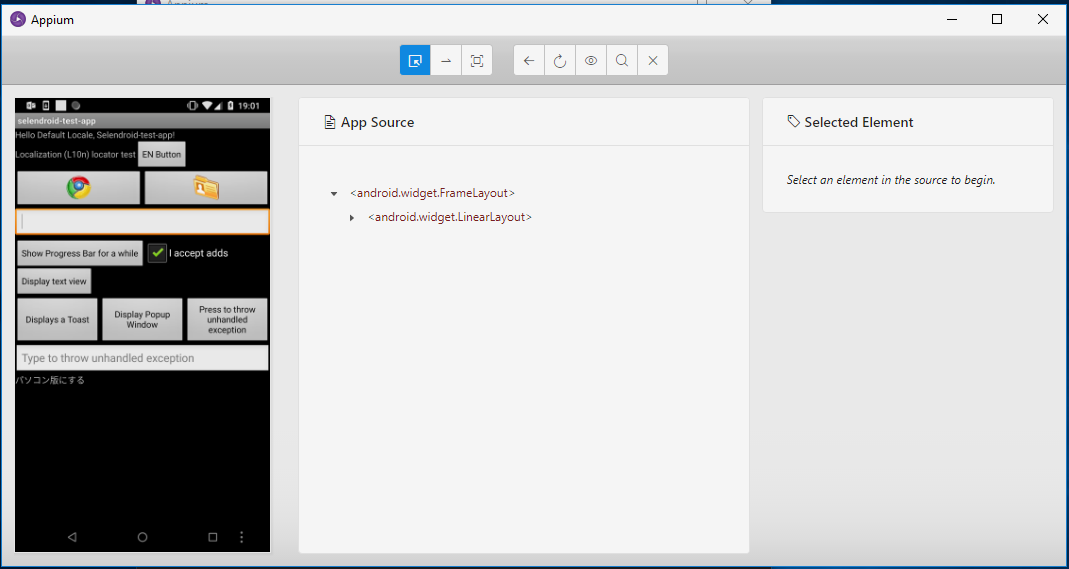 Appium
19:01
selendroid-test-app
Hello Default Locale, Selendroid-test-app!
Localization (L10n) locator test EN Button
Show Progress Bar for a while I accept adds
Display text view
Displays a Toast
Display Popup
Window
Press to throw
unhandled
exception
Type to throw unhandled exception
パソコン版にする
App Source
<android.widget.FrameLayout>
<android.widget.LinearLayout>
Selected Element
Select an element in the source to begin.